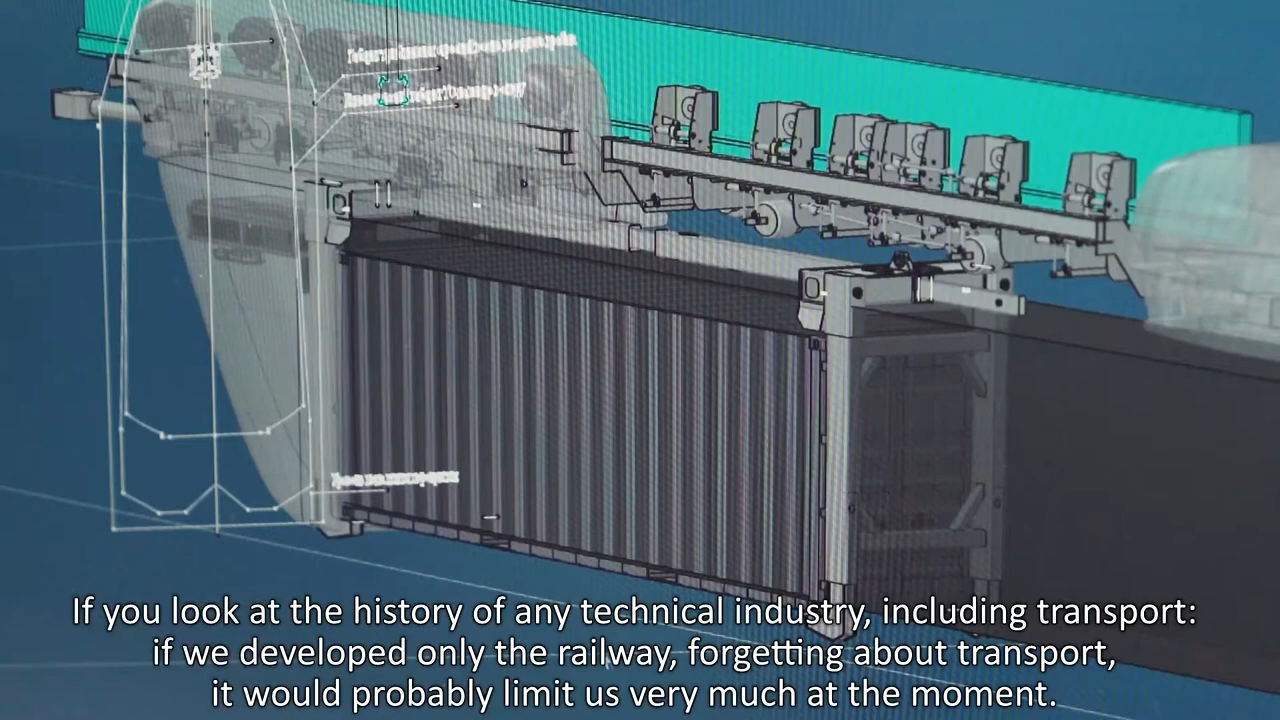 If you look at the history of any technical industry, including transport:
if we developed only the railway, forgetting about transport,
it would probably limit us very much at the moment.